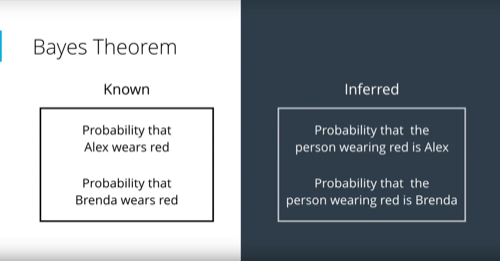 Bayes Theorem
Known
Probability that
Alex wears red
Probability that
Brenda wears red
Inferred
Probability that the
person wearing red is Alex
Probability that the
person wearing red is Brenda